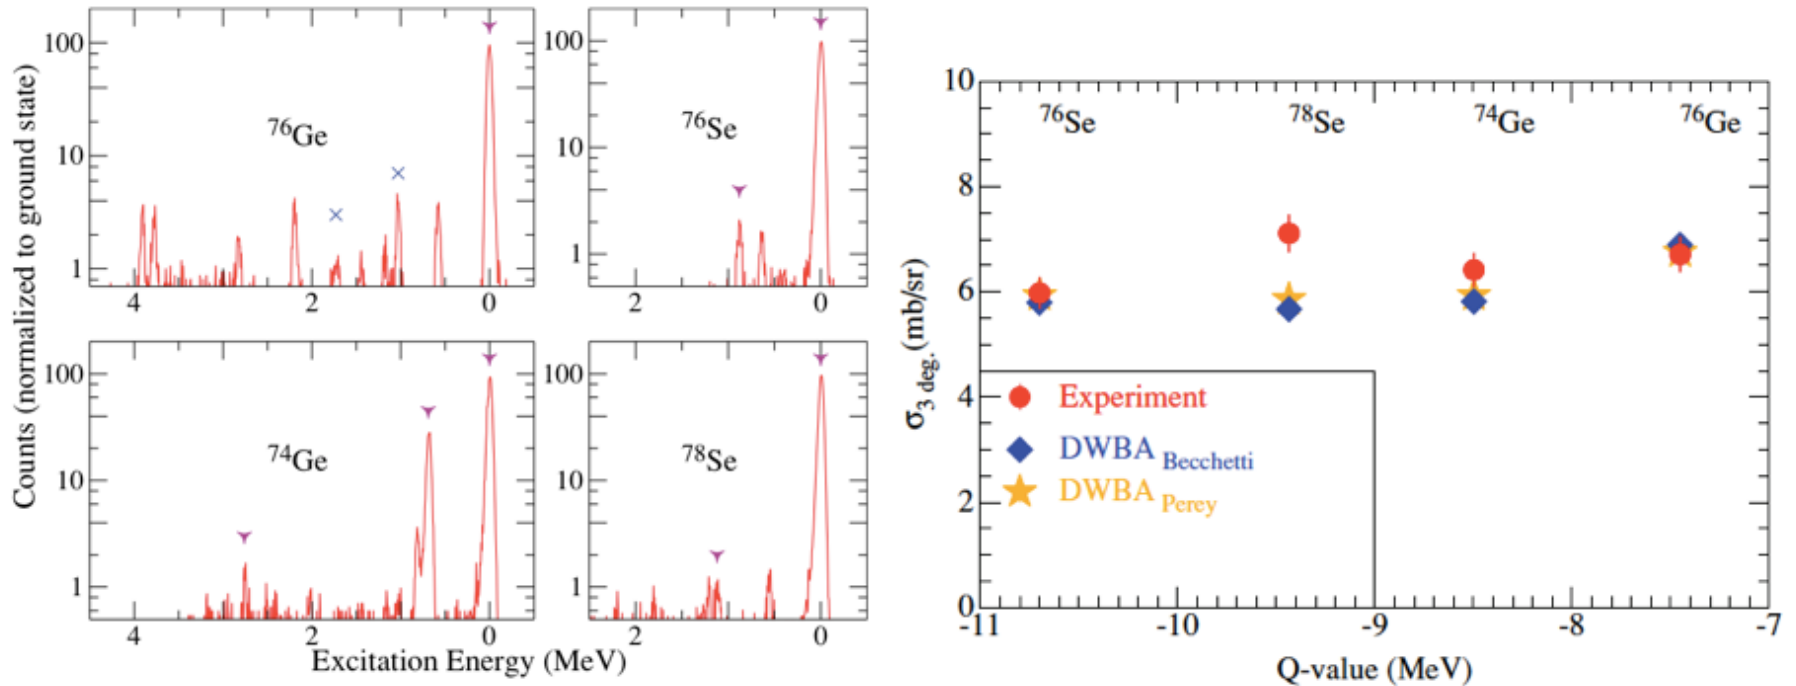 Counts (normalized to ground state)
100
10
1
⁷⁶Ge
4 2 0
100
10
1
⁷⁶Se
2 0
100
10
1
⁷⁴Ge
4 2 0
100
10
1
⁷⁸Se
2 0
Excitation Energy (MeV)
σ₃ deg. (mb/sr)
10
8
6
4
2
0
⁷⁶Se ⁷⁸Se ⁷⁴Ge ⁷⁶Ge
Experiment
DWBA Becchetti
DWBA Perey
-11 -10 -9 -8 -7
Q-value (MeV)